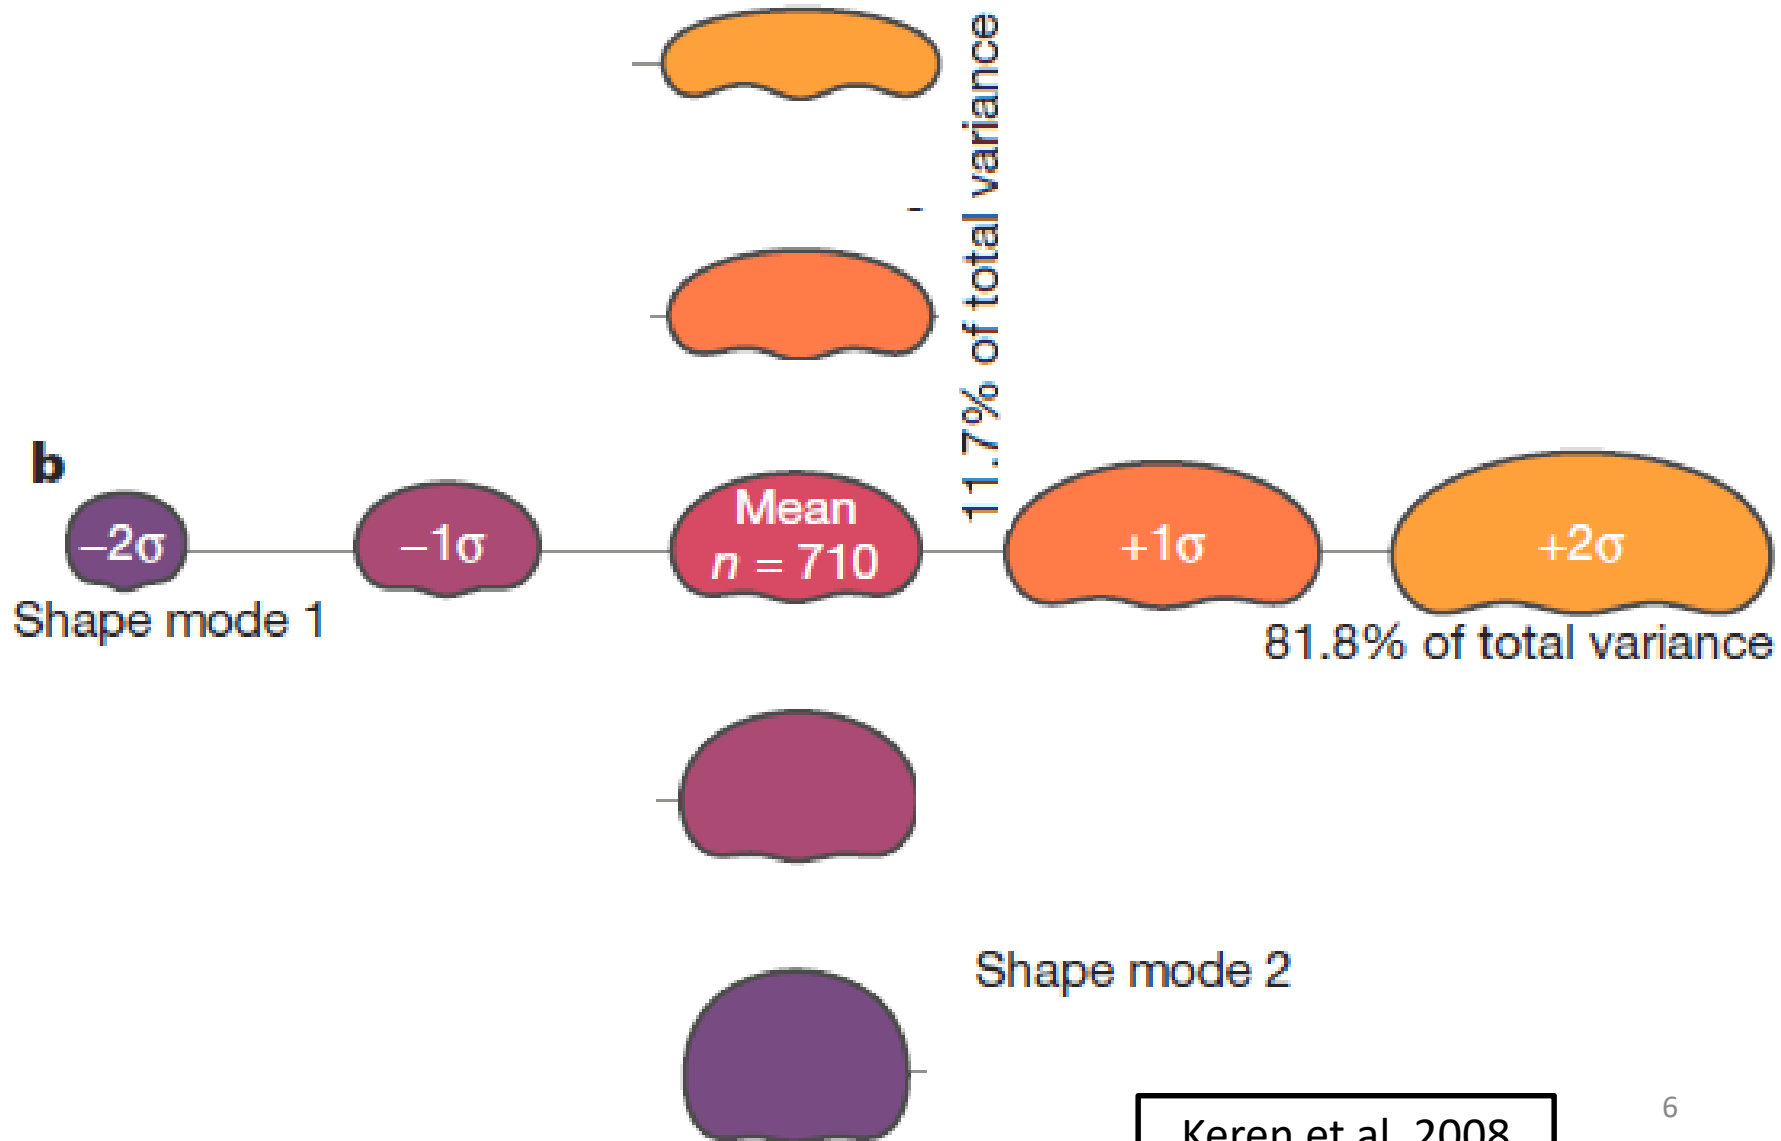 11.7% of total variance
b
−2σ
−1σ
Mean
n = 710
+1σ
+2σ
Shape mode 1
81.8% of total variance
Shape mode 2
Keren et al. 2008
6